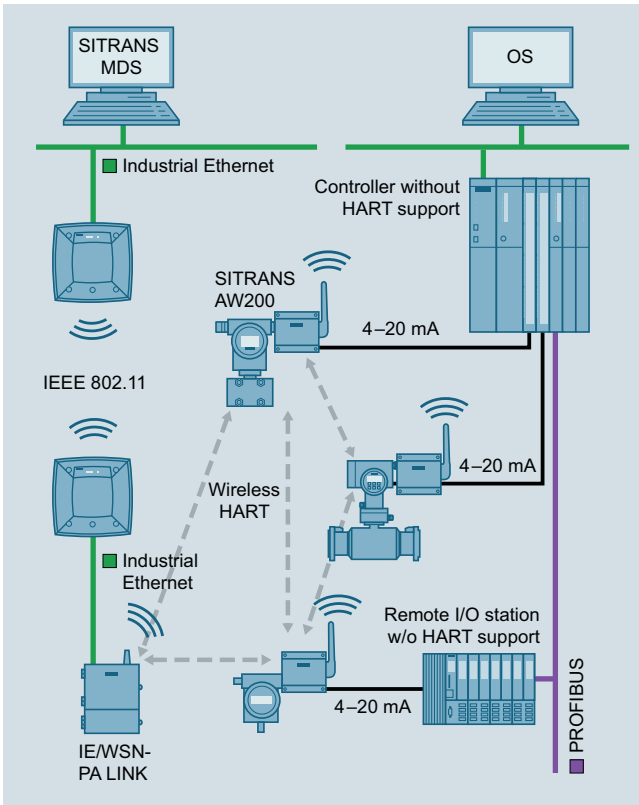 SITRANS
MDS
OS
Industrial Ethernet
Controller without
HART support
SITRANS
AW200
4–20 mA
IEEE 802.11
4–20 mA
Wireless
HART
Industrial
Ethernet
Remote I/O station
w/o HART support
4–20 mA
PROFIBUS
IE/WSN-
PA LINK